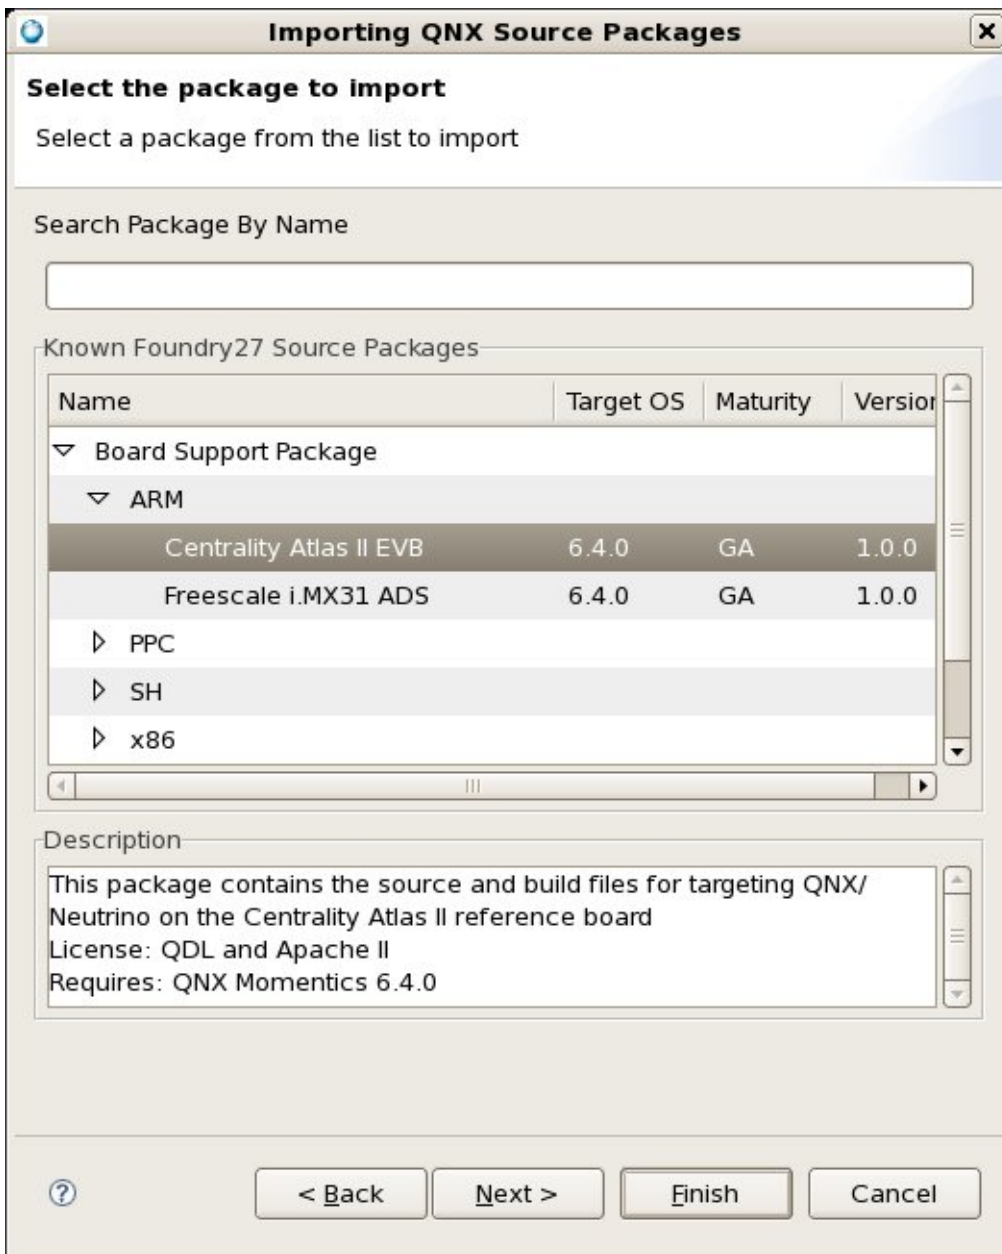 Importing QNX Source Packages
Select the package to import
Select a package from the list to import
Search Package By Name
Known Foundry27 Source Packages
Name Target OS Maturity Version
Board Support Package
ARM
Centrality Atlas II EVB 6.4.0 GA 1.0.0
Freescale i.MX31 ADS 6.4.0 GA 1.0.0
PPC
SH
x86
Description
This package contains the source and build files for targeting QNX/
Neutrino on the Centrality Atlas II reference board
License: QDL and Apache II
Requires: QNX Momentics 6.4.0
< Back Next > Finish Cancel